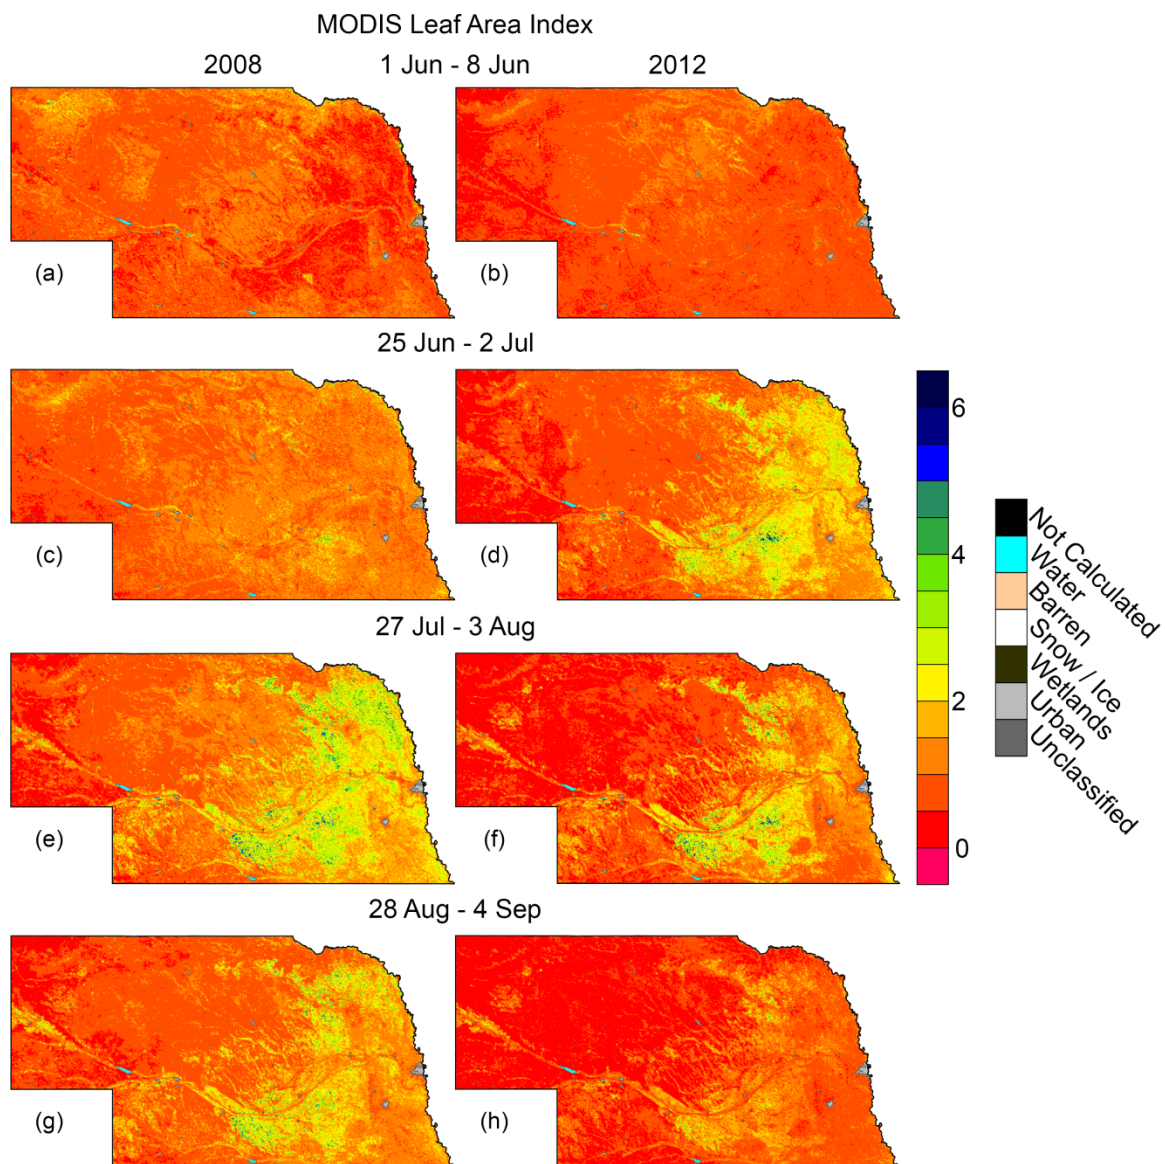 MODIS Leaf Area Index
2008 1 Jun - 8 Jun 2012
(a) (b)
25 Jun - 2 Jul
(c) (d)
27 Jul - 3 Aug
(e) (f)
28 Aug - 4 Sep
(g) (h)
6
4
2
0
Not Calculated
Water
Barren
Snow / Ice
Wetlands
Urban
Unclassified